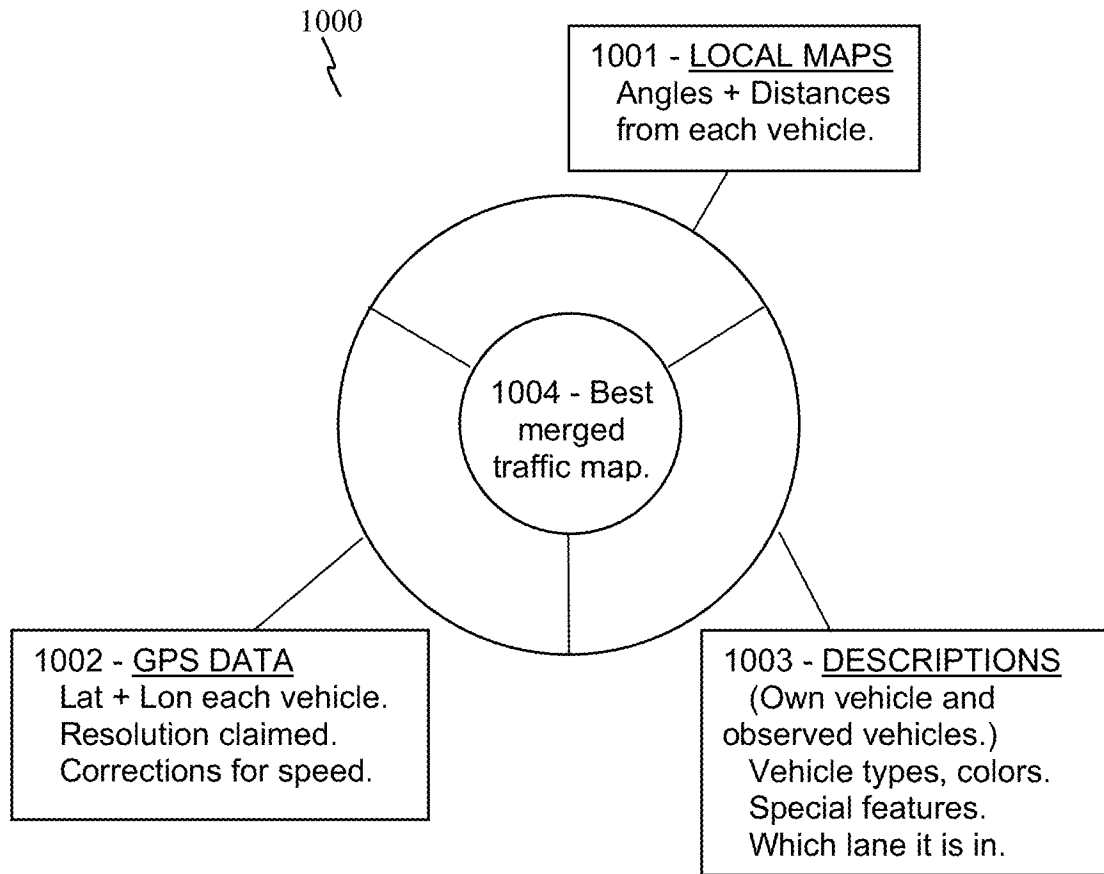 1000
1001 - LOCAL MAPS
Angles + Distances
from each vehicle.
1004 - Best
merged
traffic map.
1002 - GPS DATA
Lat + Lon each vehicle.
Resolution claimed.
Corrections for speed.
1003 - DESCRIPTIONS
(Own vehicle and
observed vehicles.)
Vehicle types, colors.
Special features.
Which lane it is in.